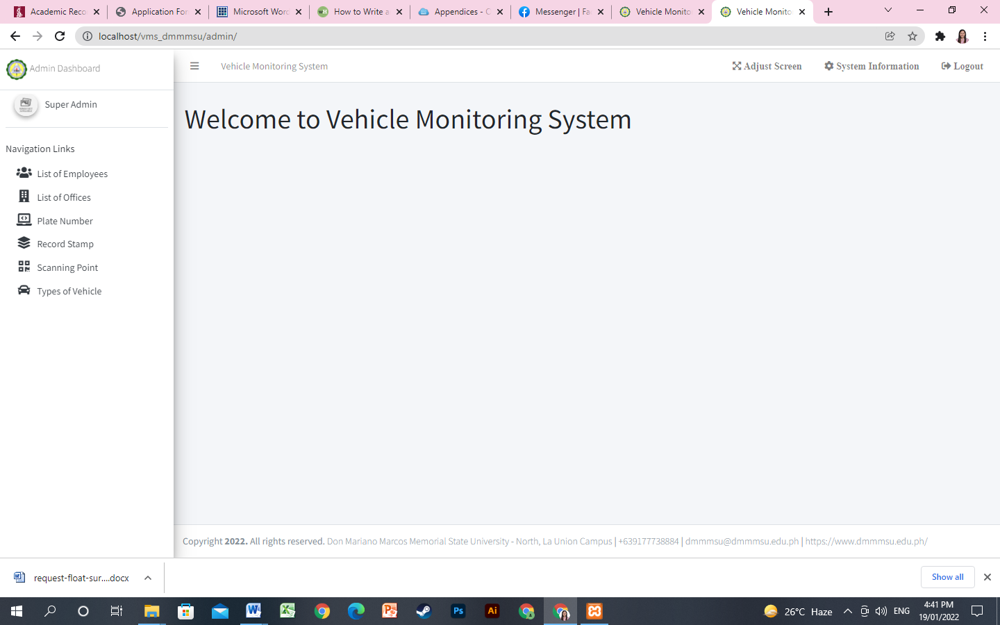 Academic Reco
Application For
Microsoft Word
How to Write a
Appendices - C
Messenger | Fa
Vehicle Monito
Vehicle Monito
localhost/vms_dmmmsu/admin/
Admin Dashboard
Vehicle Monitoring System
Adjust Screen
System Information
Logout
Super Admin
Welcome to Vehicle Monitoring System
Navigation Links
List of Employees
List of Offices
Plate Number
Record Stamp
Scanning Point
Types of Vehicle
Copyright 2022. All rights reserved. Don Mariano Marcos Memorial State University - North, La Union Campus | +639177738884 | dmmmsu@dmmmsu.edu.ph | https://www.dmmmsu.edu.ph/
request-float-sur....docx
Show all
26°C Haze
ENG
4:41 PM
19/01/2022